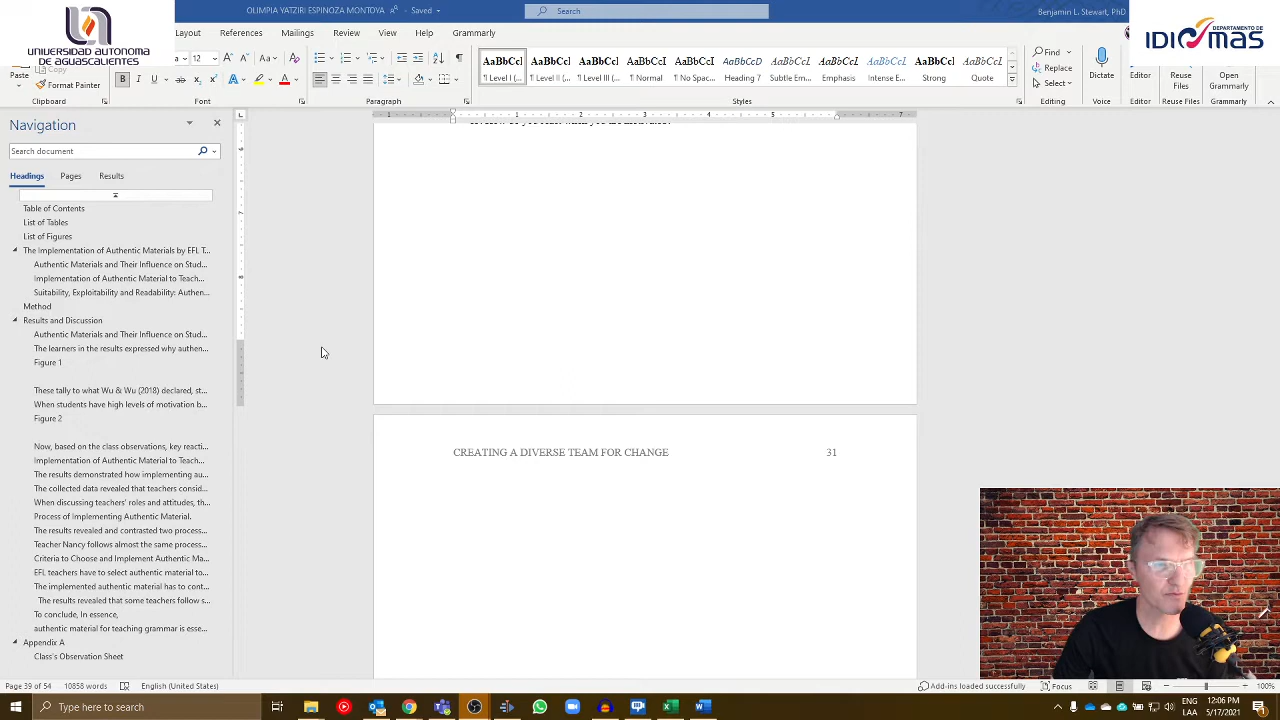 OLIMPIA YATZIRI ESPINOZA MONTOYA
Saved
Search
Benjamin L. Stewart, PhD
UNIVERSIDAD AUTONOMA
DE AGUASCALIENTES
DEPARTAMENTO DE
IDIOMAS
References
Mailings
Review
View
Help
Grammarly
12
Paste
Copy
Format Painter
Clipboard
Font
Paragraph
Styles
Editing
Voice
Reuse Files
Grammarly
AaBbCcI AaBbCcI AaBbCcI AaBbCcI AaBbCcI AaBbCcD AaBbCcL AaBbCcL AaBbCcI AaBbCcI AaBbCcL
¶ Level I (... ¶ Level II (... ¶ Level III (... ¶ Normal ¶ No Spac... Heading 7 Subtle Em... Emphasis Intense E... Strong Quote
Find
Replace
Select
Dictate
Editor
Reuse
Files
Editor
Open
Grammarly
Navigation
Search document
Headings Pages Results
Table of Contents
List of Tables
List of Figures
The Implementation of Authentic Materials by EFL T...
Authentic Materials and Their Influence on Stud...
Implementation of Authentic Material to Teach...
Suitability, Exploitability and Readability: Authen...
Method
Results and Discussion
Authentic Materials and Their Influence on Stud...
The learners in the results expressed why authen...
Figure 1
These tally to what Wu & Wu (2018) declared, st...
When students have high levels of motivation b...
Figure 2
Now, based on the class observations, key reacti...
Implementation of Authentic Material to Teach...
The results demonstrated how implementing au...
The collected data revealed that teachers consid...
When discussing teachers' roles and attitudes, th...
Process of Implementing Authentic Material.
The results revealed and contrasted two process...
Teacher Nancy follows almost the same process...
Criteria to Choose and Implement Authentic Ma...
EFL teachers have to select authentic material to...
The implemented authentic material has to cont...
The results revealed that some teachers follow s...
To conclude, In essence,
authentic material for teaching grammar is esse...
Appendix A
Class's Observation Sheet
CREATING A DIVERSE TEAM FOR CHANGE 31
Page 39 of 54 10858 words English (United States)
Add-ins loaded successfully Focus 100%
Type here to search
ENG
LAA
12:06 PM
5/17/2021